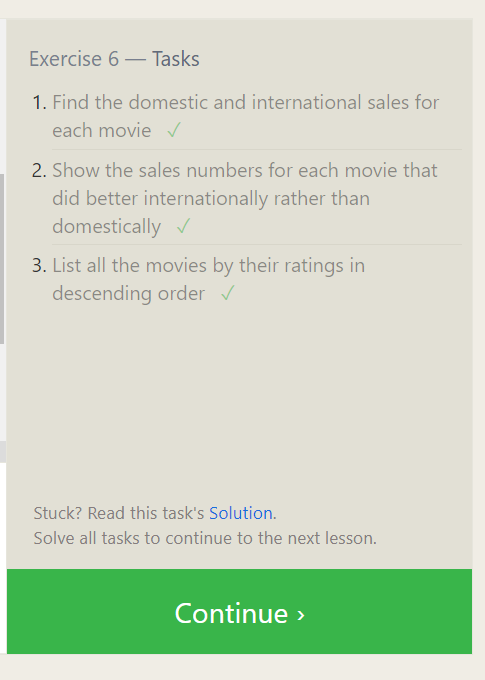 Exercise 6 — Tasks
1. Find the domestic and international sales for
each movie ✓
2. Show the sales numbers for each movie that
did better internationally rather than
domestically ✓
3. List all the movies by their ratings in
descending order ✓
Stuck? Read this task's Solution.
Solve all tasks to continue to the next lesson.
Continue ›